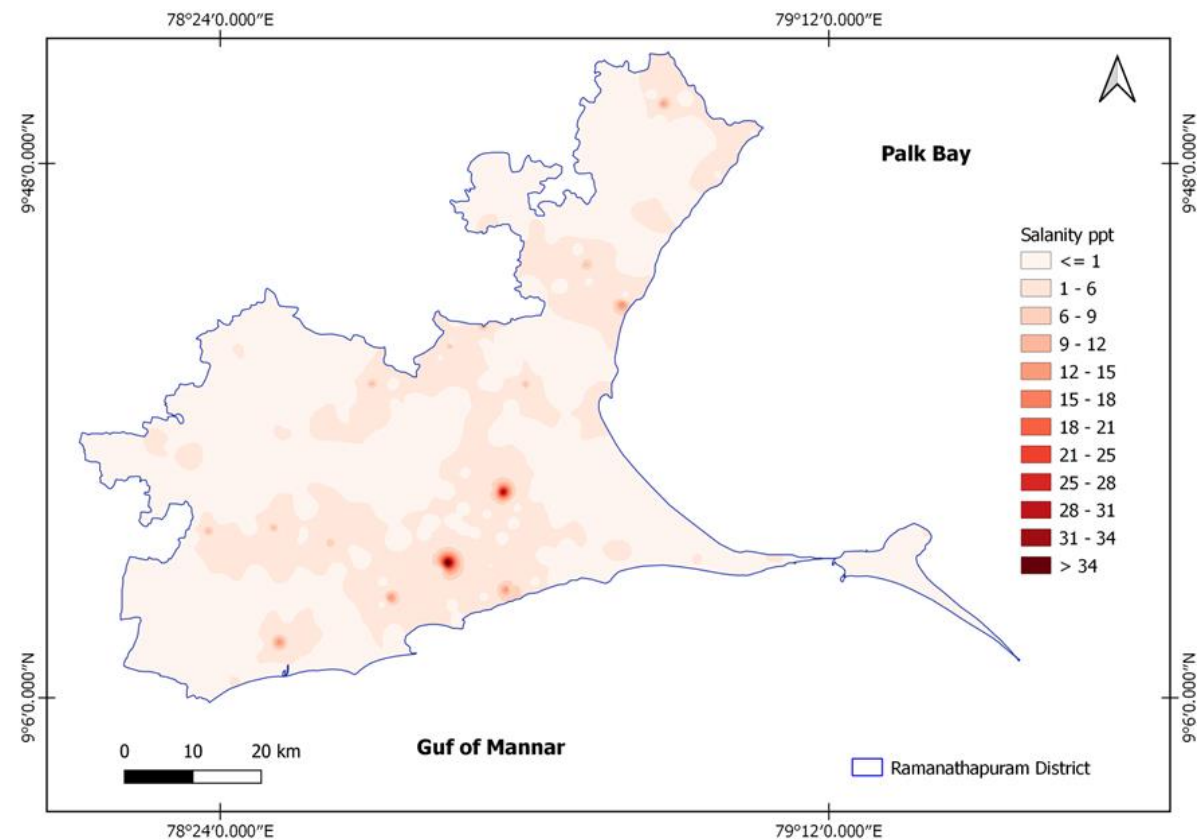 78°24′0.000″E
79°12′0.000″E
9°48′0.000″N
9°48′0.000″N
Palk Bay
Salanity ppt
<= 1
1 - 6
6 - 9
9 - 12
12 - 15
15 - 18
18 - 21
21 - 25
25 - 28
28 - 31
31 - 34
> 34
9°6′0.000″N
9°6′0.000″N
0 10 20 km
Guf of Mannar
Ramanathapuram District
78°24′0.000″E
79°12′0.000″E